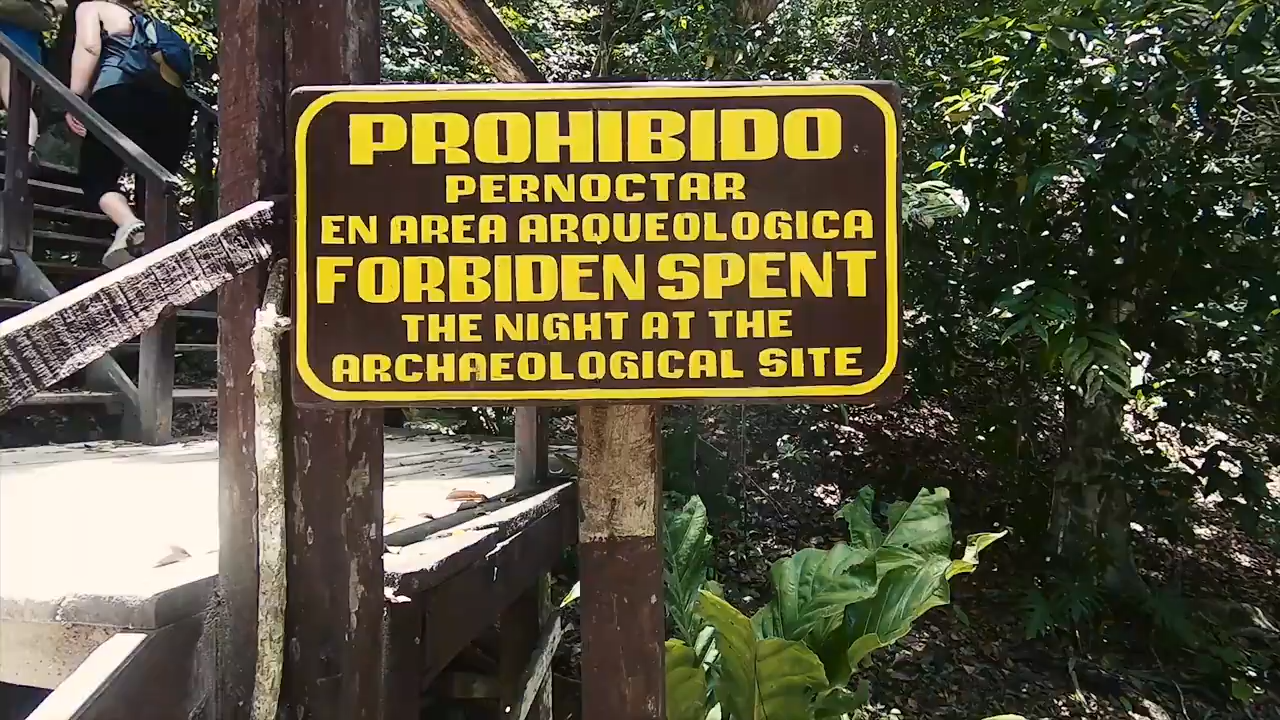 PROHIBIDO
PERNOCTAR
EN AREA ARQUEOLOGICA
FORBIDEN SPENT
THE NIGHT AT THE
ARCHAEOLOGICAL SITE